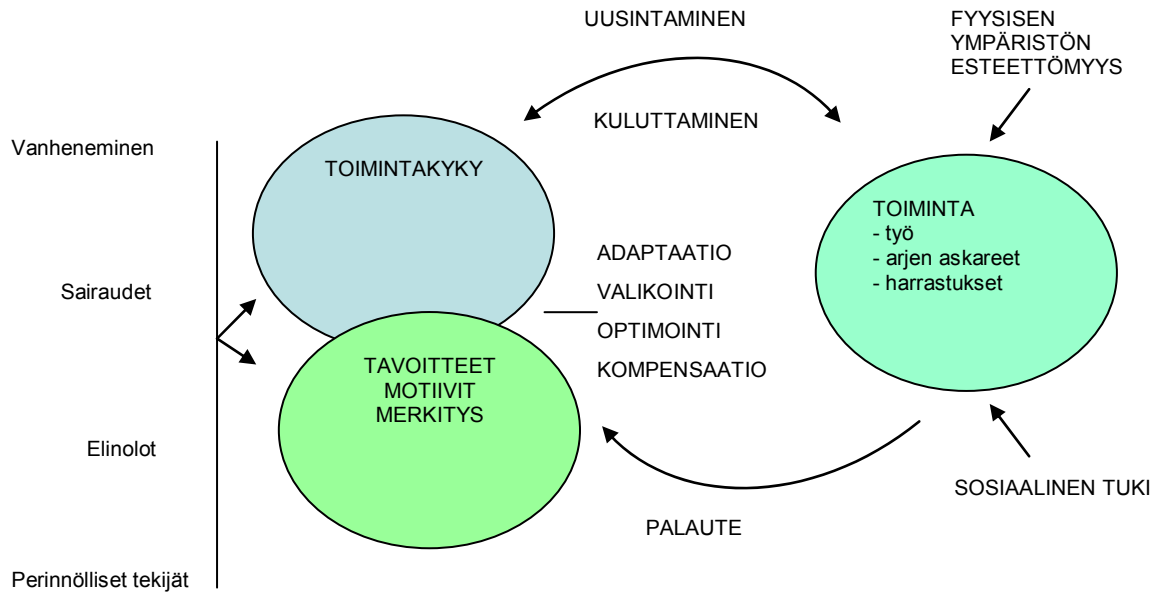 Vanheneminen
Sairaudet
Elinolot
Perinnölliset tekijät
TOIMINTAKYKY
TAVOITTEET
MOTIIVIT
MERKITYS
UUSINTAMINEN
KULUTTAMINEN
ADAPTAATIO
VALIKOINTI
OPTIMOINTI
KOMPENSAATIO
PALAUTE
FYYSISEN
YMPÄRISTÖN
ESTEETTÖMYYS
TOIMINTA
- työ
- arjen askareet
- harrastukset
SOSIAALINEN TUKI